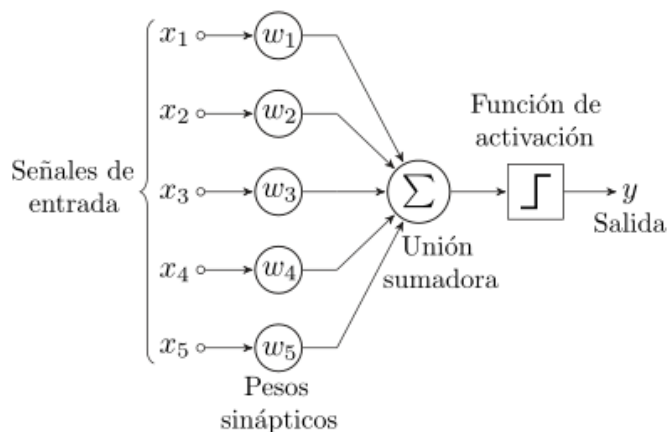 x1
w1
x2
w2
Función de
activación
Señales de
entrada
x3
w3
Σ
y
Salida
Unión
sumadora
x4
w4
x5
w5
Pesos
sinápticos